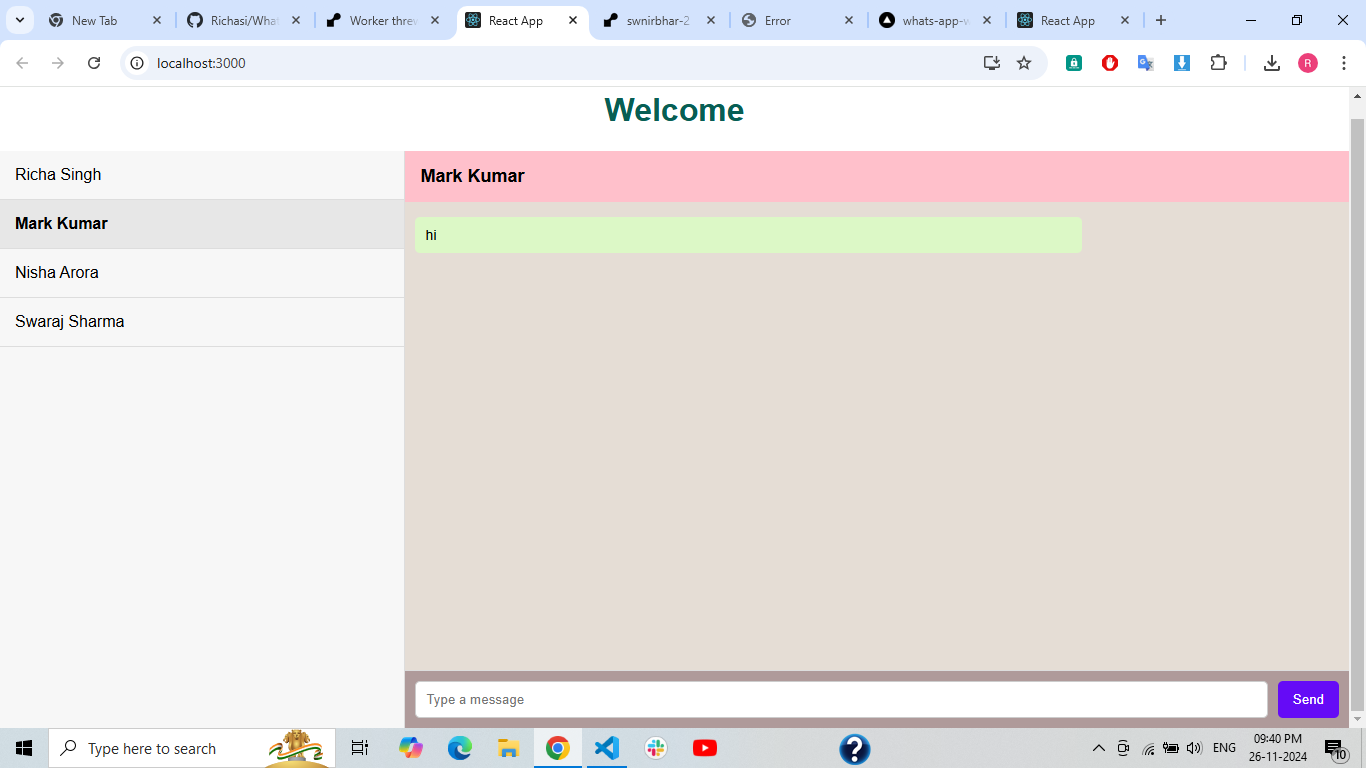 New Tab
Richasi/What
Worker threv
React App
swnirbhar-2
Error
whats-app-w
React App
localhost:3000
R
Welcome
Richa Singh
Mark Kumar
Nisha Arora
Swaraj Sharma
Mark Kumar
hi
Type a message
Send
Type here to search
ENG
09:40 PM
26-11-2024
10